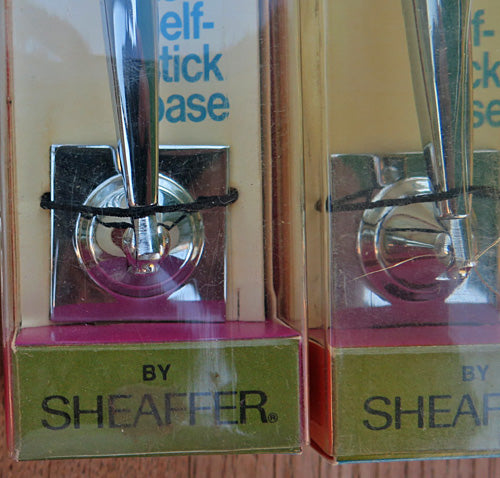 elf-
tick
base
BY
SHEAFFER®
f-
ck
se
BY
SHEAF